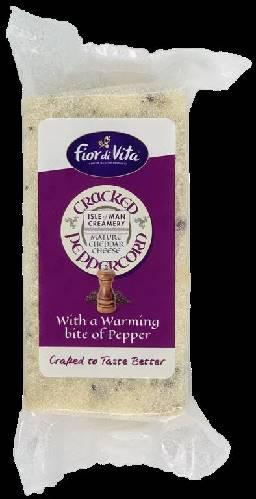 Fior di Vita
CRACKED
ISLE of MAN
CREAMERY
MATURE
CHEDDAR
CHEESE
PEPPERCORN
With a Warming
bite of Pepper
Crafted to Taste Better